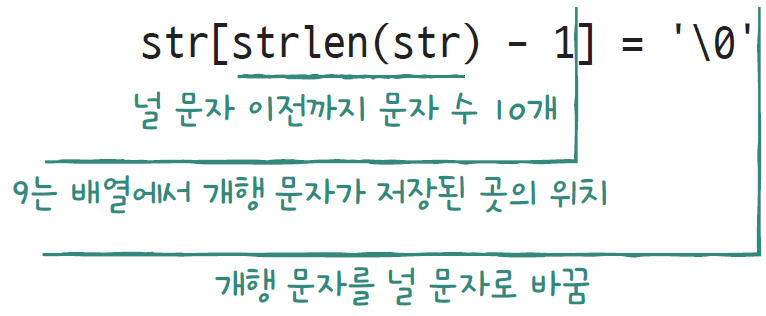 str[strlen(str) - 1] = '\0'
널 문자 이전까지 문자 수 10개
9는 배열에서 개행 문자가 저장된 곳의 위치
개행 문자를 널 문자로 바꿈